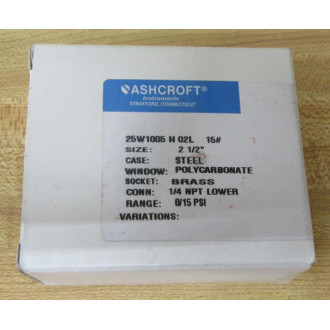 ASHCROFT®
Instruments
STRATFORD, CONNECTICUT
25W1005 H 02L 15#
SIZE: 2 1/2"
CASE: STEEL
WINDOW: POLYCARBONATE
SOCKET: BRASS
CONN: 1/4 NPT LOWER
RANGE: 0/15 PSI
VARIATIONS: